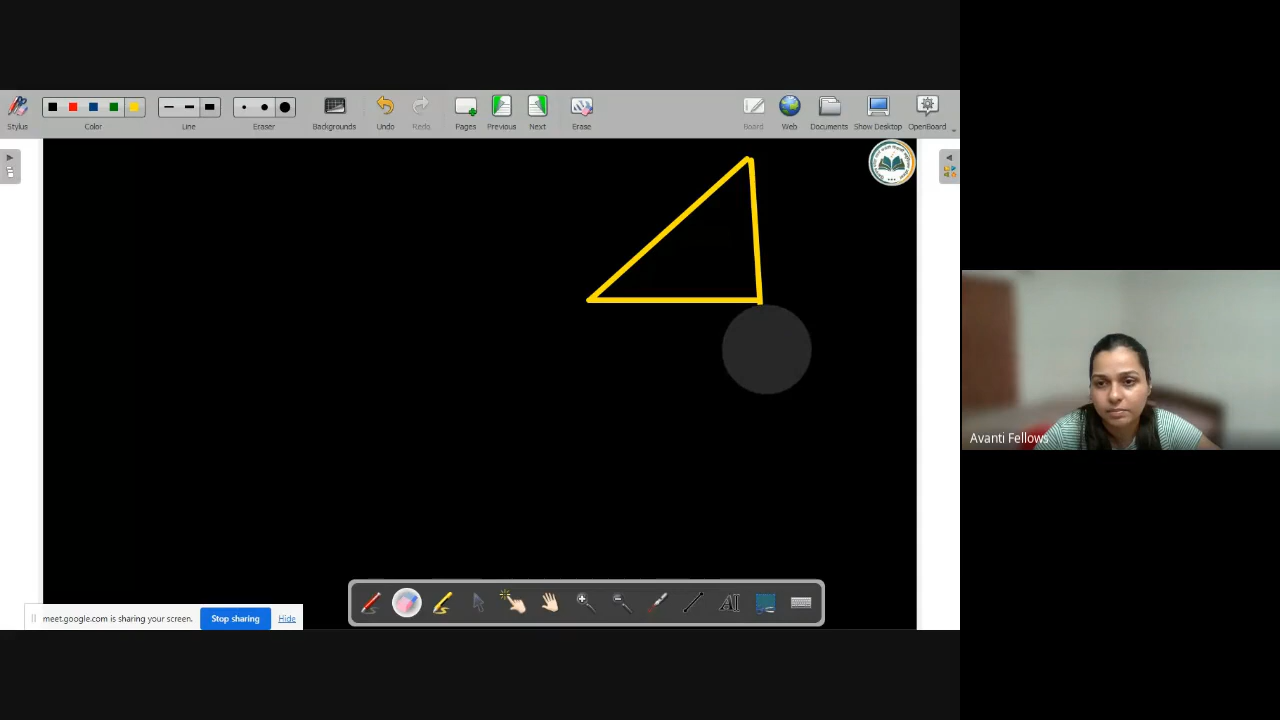 Stylus Color Line Eraser Backgrounds Undo Redo Pages Previous Next Erase Board Web Documents Show Desktop OpenBoard
Avanti Fellows
AI
meet.google.com is sharing your screen. Stop sharing Hide